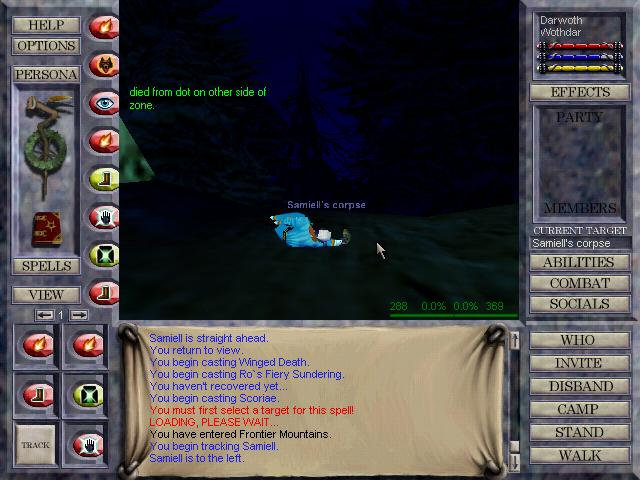 HELP
OPTIONS
PERSONA
SPELLS
VIEW
1
TRACK
died from dot on other side of
zone.
Samiell's corpse
288 0.0% 0.0% 369
Samiell is straight ahead.
You return to view.
You begin casting Winged Death.
You begin casting Ro`s Fiery Sundering.
You haven't recovered yet...
You begin casting Scoriae.
You must first select a target for this spell!
LOADING, PLEASE WAIT...
You have entered Frontier Mountains.
You begin tracking Samiell.
Samiell is to the left.
Darwoth
Wothdar
EFFECTS
PARTY
MEMBERS
CURRENT TARGET
Samiell's corpse
ABILITIES
COMBAT
SOCIALS
WHO
INVITE
DISBAND
CAMP
STAND
WALK